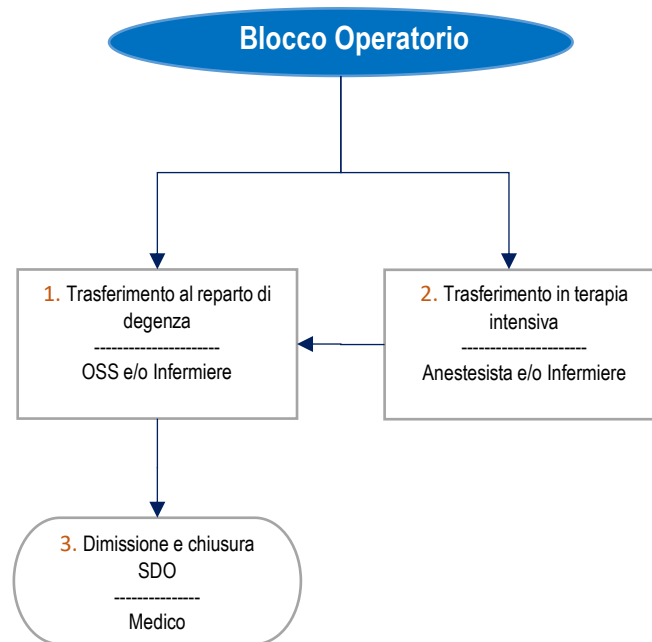 Blocco Operatorio
1. Trasferimento al reparto di
degenza
---------------------
OSS e/o Infermiere
2. Trasferimento in terapia
intensiva
---------------------
Anestesista e/o Infermiere
3. Dimissione e chiusura
SDO
---------------
Medico